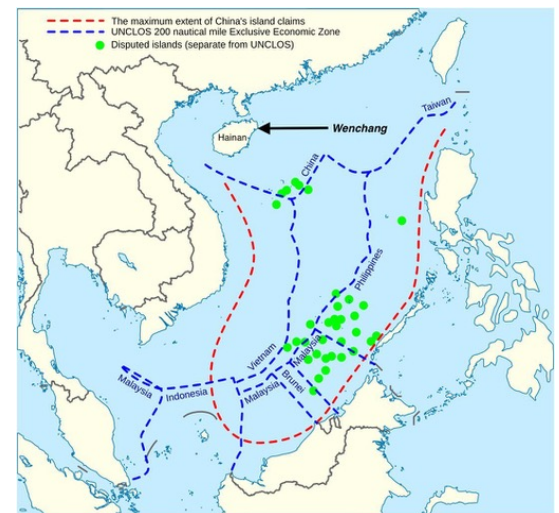 The maximum extent of China's island claims
UNCLOS 200 nautical mile Exclusive Economic Zone
Disputed islands (separate from UNCLOS)
Taiwan
Hainan
Wenchang
China
Philippines
Vietnam
Malaysia
Malaysia
Indonesia
Malaysia
Brunei